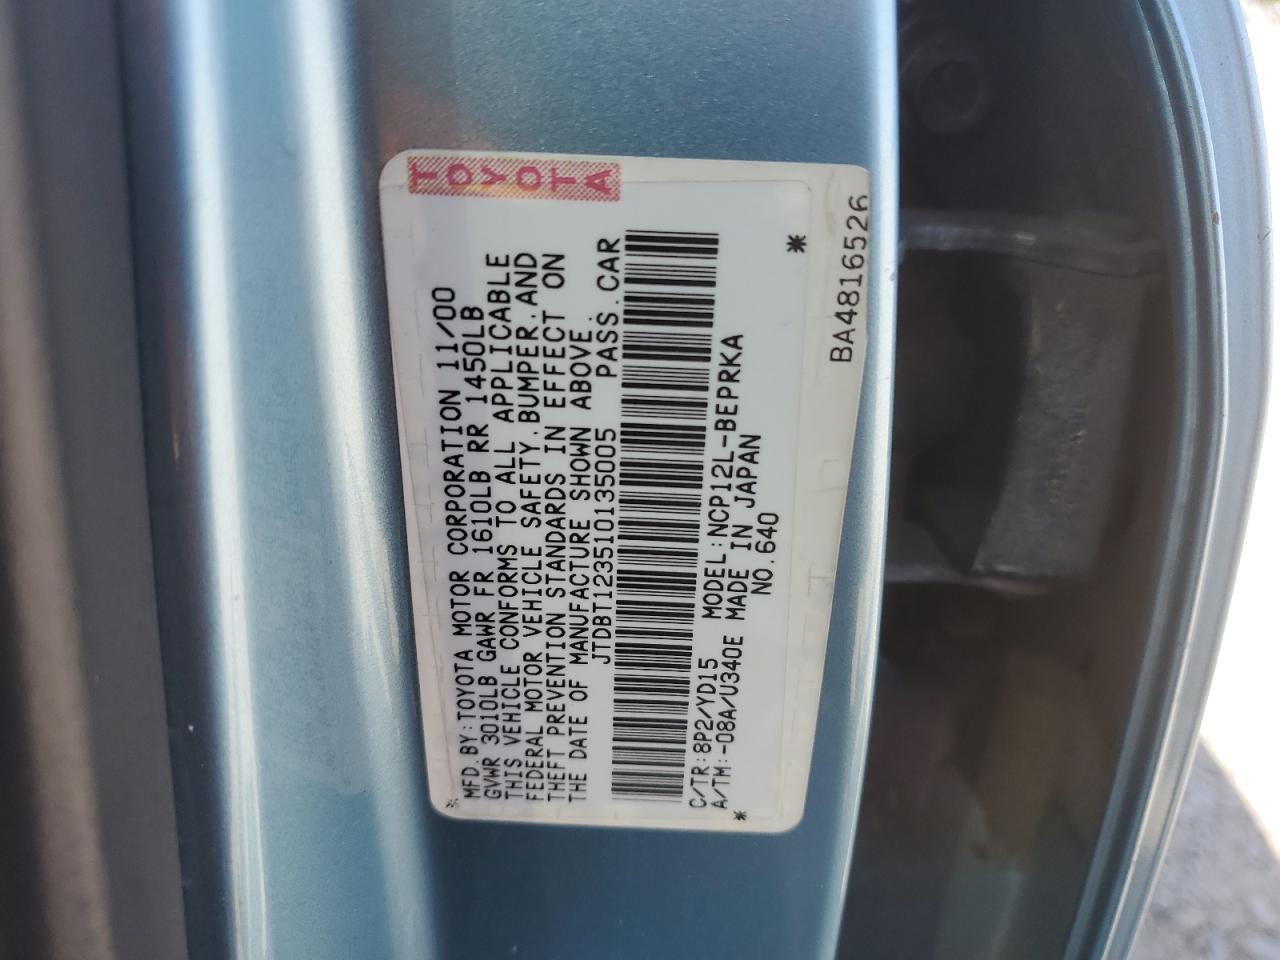 TOYOTA
MFD.BY:TOYOTA MOTOR CORPORATION 11/00
GVWR 3010LB GAWR FR 1610LB RR 1450LB
THIS VEHICLE CONFORMS TO ALL APPLICABLE
FEDERAL MOTOR VEHICLE SAFETY,BUMPER,AND
THEFT PREVENTION STANDARDS IN EFFECT ON
THE DATE OF MANUFACTURE SHOWN ABOVE.
JTDBT123510135005 PASS.CAR
C/TR:8P2/YD15 MODEL:NCP12L-BEPRKA
A/TM:-08A/U340E MADE IN JAPAN
NO.640
BA4816526